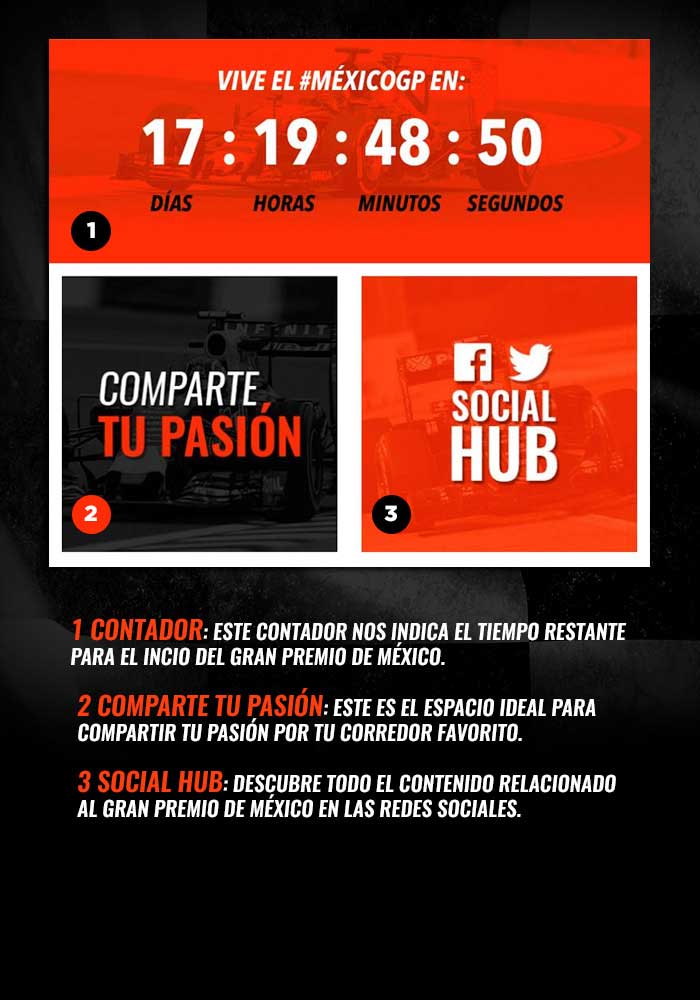 VIVE EL #MÉXICOGP EN:
17 : 19 : 48 : 50
DÍAS HORAS MINUTOS SEGUNDOS
1
INFINITI
COMPARTE
TU PASIÓN
2
SOCIAL
HUB
3
1 CONTADOR: ESTE CONTADOR NOS INDICA EL TIEMPO RESTANTE
PARA EL INCIO DEL GRAN PREMIO DE MÉXICO.
2 COMPARTE TU PASIÓN: ESTE ES EL ESPACIO IDEAL PARA
COMPARTIR TU PASIÓN POR TU CORREDOR FAVORITO.
3 SOCIAL HUB: DESCUBRE TODO EL CONTENIDO RELACIONADO
AL GRAN PREMIO DE MÉXICO EN LAS REDES SOCIALES.